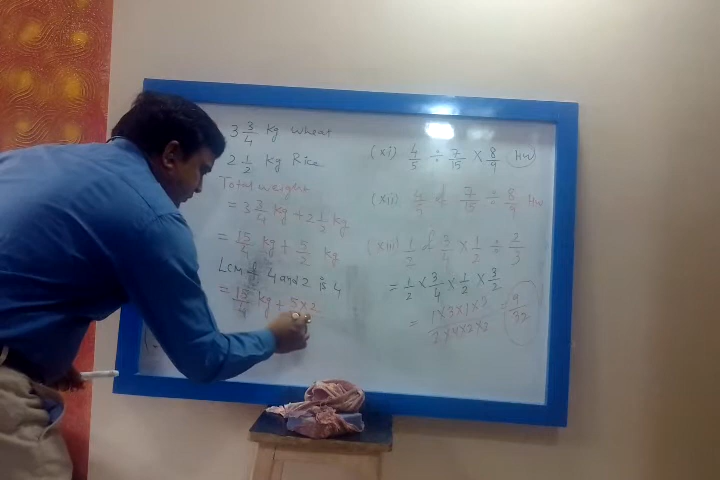 3 3/4 kg wheat
2 1/2 kg Rice
Total weight
= 3 3/4 kg + 2 1/2 kg
= 15/4 kg + 5/2 kg
LCM of 4 and 2 is 4
= 15/4 kg + 5×2
(xi) 4/5 ÷ 7/15 × 8/9 HW
(xii) 4/5 of 7/15 ÷ 8/9 HW
(xiii) 1/2 of 3/4 × 1/2 ÷ 2/3
= 1/2 × 3/4 × 1/2 × 3/2
= 1×3×1×3/2×4×2×2 = 9/32